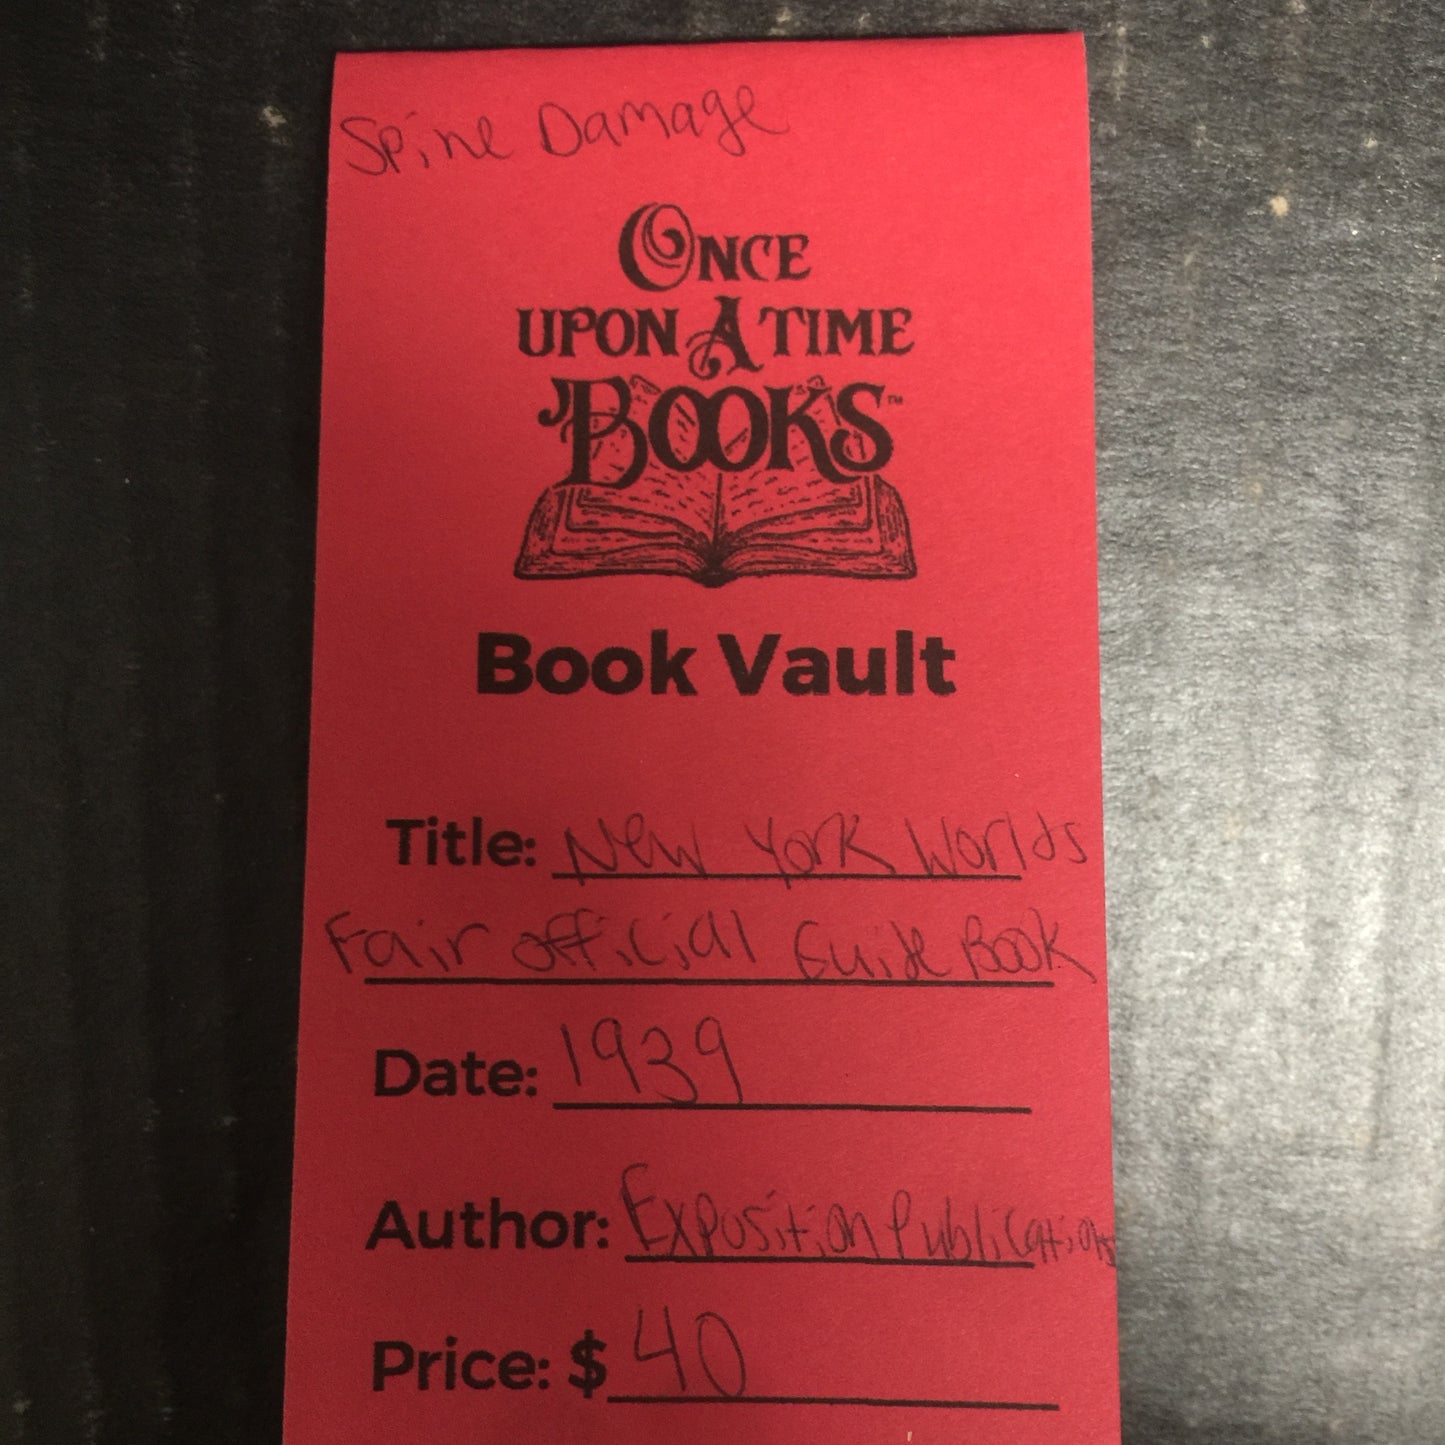 Spine Damage
ONCE
UPON A TIME
BOOKS™
Book Vault
Title: New York Worlds
Fair Official Guide Book
Date: 1939
Author: Exposition Publications
Price: $ 40